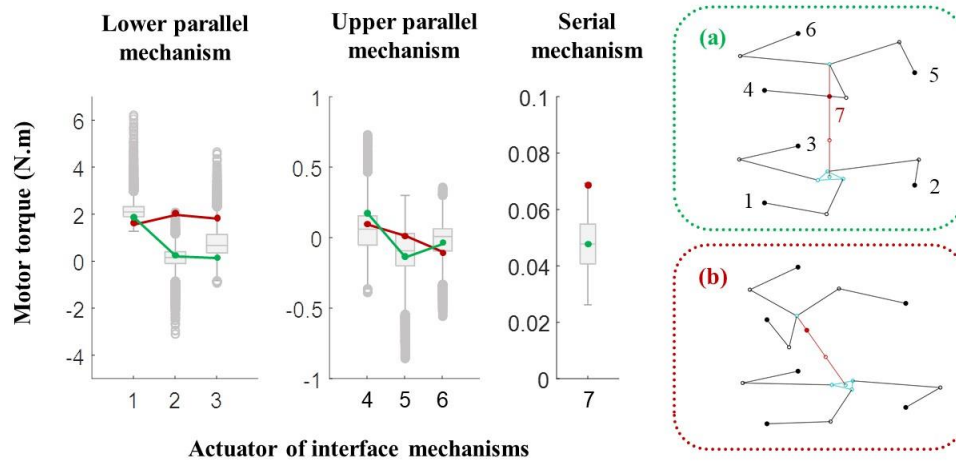 Lower parallel
mechanism
Upper parallel
mechanism
Serial
mechanism
Motor torque (N.m)
6
4
2
0
-2
-4
1 2 3
1
0.5
0
-0.5
-1
4 5 6
0.1
0.08
0.06
0.04
0.02
0
7
Actuator of interface mechanisms
(a)
6
5
4
7
3
2
1
(b)